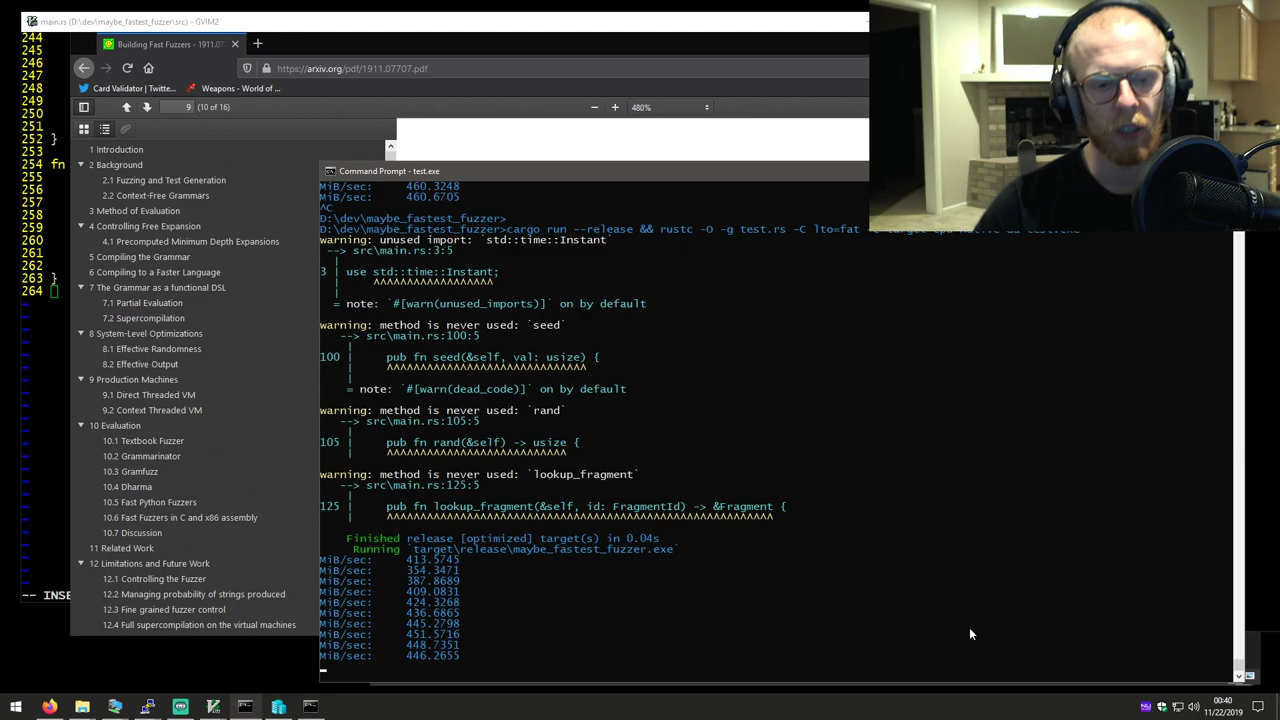 main.rs (D:\dev\maybe_fastest_fuzzer\src) - GVIM2
244
245
246
247
248
249
250
251
252 }
253
254 fn
255
256
257
258
259
260
261
262
263 }
264
-- INSE
Building Fast Fuzzers - 1911.07
https://arxiv.org/pdf/1911.07707.pdf
Card Validator | Twitte...
Weapons - World of ...
9 (10 of 16)
480%
1 Introduction
2 Background
2.1 Fuzzing and Test Generation
2.2 Context-Free Grammars
3 Method of Evaluation
4 Controlling Free Expansion
4.1 Precomputed Minimum Depth Expansions
5 Compiling the Grammar
6 Compiling to a Faster Language
7 The Grammar as a functional DSL
7.1 Partial Evaluation
7.2 Supercompilation
8 System-Level Optimizations
8.1 Effective Randomness
8.2 Effective Output
9 Production Machines
9.1 Direct Threaded VM
9.2 Context Threaded VM
10 Evaluation
10.1 Textbook Fuzzer
10.2 Grammarinator
10.3 Gramfuzz
10.4 Dharma
10.5 Fast Python Fuzzers
10.6 Fast Fuzzers in C and x86 assembly
10.7 Discussion
11 Related Work
12 Limitations and Future Work
12.1 Controlling the Fuzzer
12.2 Managing probability of strings produced
12.3 Fine grained fuzzer control
12.4 Full supercompilation on the virtual machines
Command Prompt - test.exe
MiB/sec: 460.3248
MiB/sec: 460.6705
^C
D:\dev\maybe_fastest_fuzzer>
D:\dev\maybe_fastest_fuzzer>cargo run --release && rustc -O -g test.rs -C lto=fat
warning: unused import: `std::time::Instant`
--> src\main.rs:3:5
|
3 | use std::time::Instant;
| ^^^^^^^^^^^^^^^^^^
|
= note: `#[warn(unused_imports)]` on by default
warning: method is never used: `seed`
--> src\main.rs:100:5
|
100 | pub fn seed(&self, val: usize) {
| ^^^^^^^^^^^^^^^^^^^^^^^^^^^^^^
|
= note: `#[warn(dead_code)]` on by default
warning: method is never used: `rand`
--> src\main.rs:105:5
|
105 | pub fn rand(&self) -> usize {
| ^^^^^^^^^^^^^^^^^^^^^^^^^^^
warning: method is never used: `lookup_fragment`
--> src\main.rs:125:5
|
125 | pub fn lookup_fragment(&self, id: FragmentId) -> &Fragment {
| ^^^^^^^^^^^^^^^^^^^^^^^^^^^^^^^^^^^^^^^^^^^^^^^^^^^^^^^^^^
Finished release [optimized] target(s) in 0.04s
Running `target\release\maybe_fastest_fuzzer.exe`
MiB/sec: 413.5745
MiB/sec: 354.3471
MiB/sec: 387.8689
MiB/sec: 409.0831
MiB/sec: 424.3268
MiB/sec: 436.6865
MiB/sec: 445.2798
MiB/sec: 451.5716
MiB/sec: 448.7351
MiB/sec: 446.2655
00:40
11/22/2019